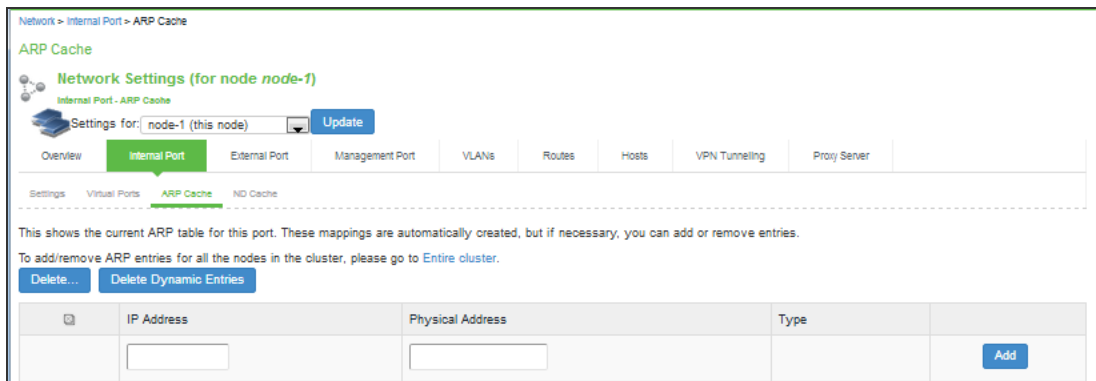 Network > Internal Port > ARP Cache
ARP Cache
Network Settings (for node node-1)
Internal Port - ARP Cache
Settings for: node-1 (this node) Update
Overview Internal Port External Port Management Port VLANs Routes Hosts VPN Tunneling Proxy Server
Settings Virtual Ports ARP Cache ND Cache
This shows the current ARP table for this port. These mappings are automatically created, but if necessary, you can add or remove entries.
To add/remove ARP entries for all the nodes in the cluster, please go to Entire cluster.
Delete... Delete Dynamic Entries
IP Address Physical Address Type
Add